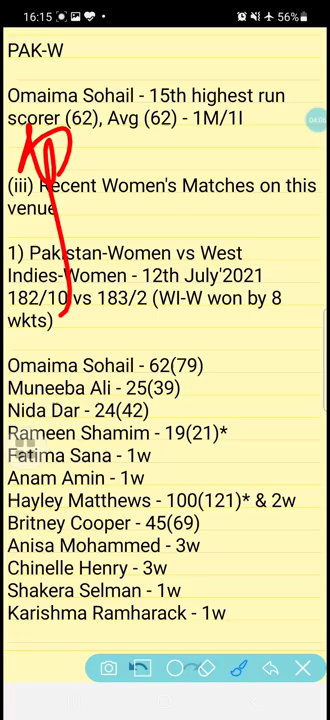 16:15
56%
PAK-W
Omaima Sohail - 15th highest run
scorer (62), Avg (62) - 1M/1I
(iii) Recent Women's Matches on this
venue
1) Pakistan-Women vs West
Indies-Women - 12th July'2021
182/10 vs 183/2 (WI-W won by 8
wkts)
Omaima Sohail - 62(79)
Muneeba Ali - 25(39)
Nida Dar - 24(42)
Rameen Shamim - 19(21)*
Fatima Sana - 1w
Anam Amin - 1w
Hayley Matthews - 100(121)* & 2w
Britney Cooper - 45(69)
Anisa Mohammed - 3w
Chinelle Henry - 3w
Shakera Selman - 1w
Karishma Ramharack - 1w